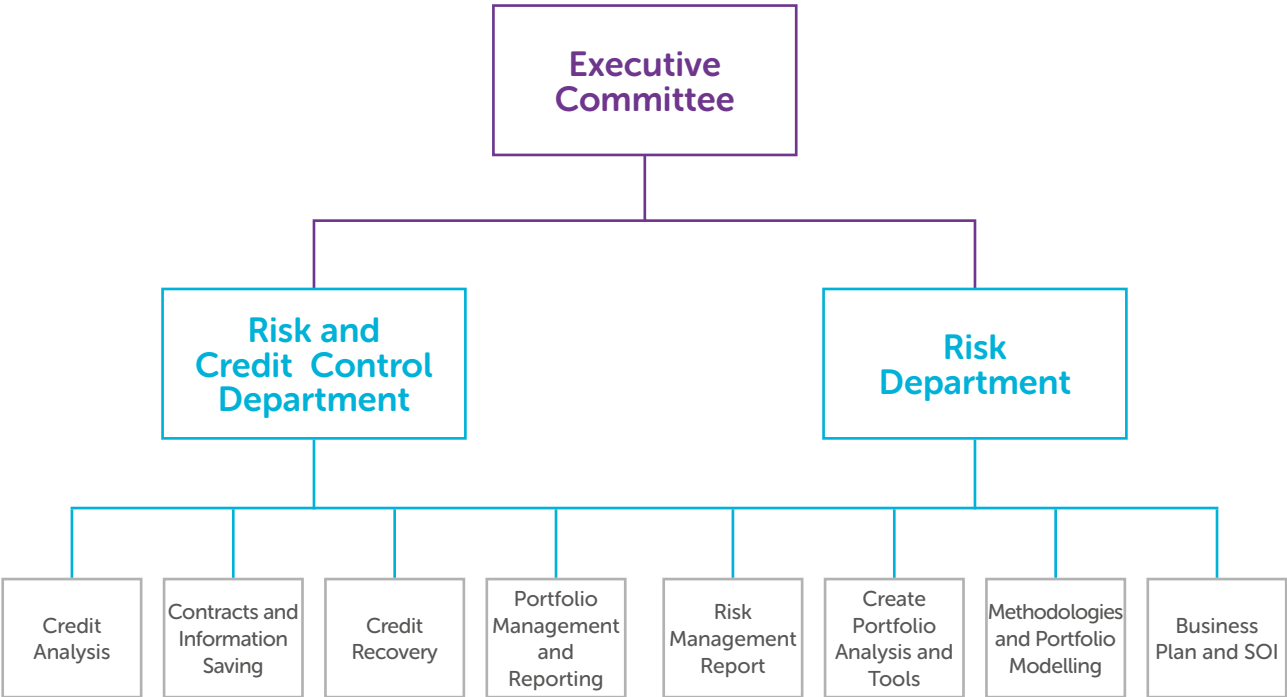 Executive
Committee
Risk and
Credit Control
Department
Risk
Department
Credit
Analysis
Contracts and
Information
Saving
Credit
Recovery
Portfolio
Management
and
Reporting
Risk
Management
Report
Create
Portfolio
Analysis and
Tools
Methodologies
and Portfolio
Modelling
Business
Plan and SOI